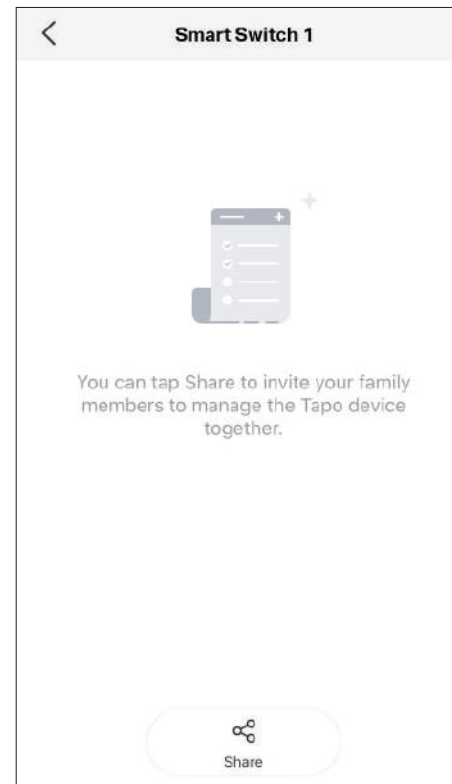 Smart Switch 1
You can tap Share to invite your family
members to manage the Tapo device
together.
Share